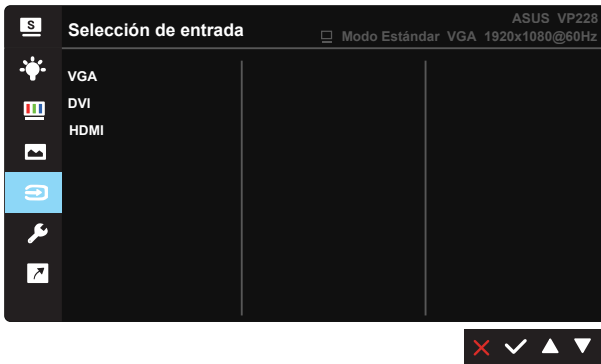 S
Selección de entrada
ASUS VP228
Modo Estándar VGA 1920x1080@60Hz
VGA
DVI
HDMI